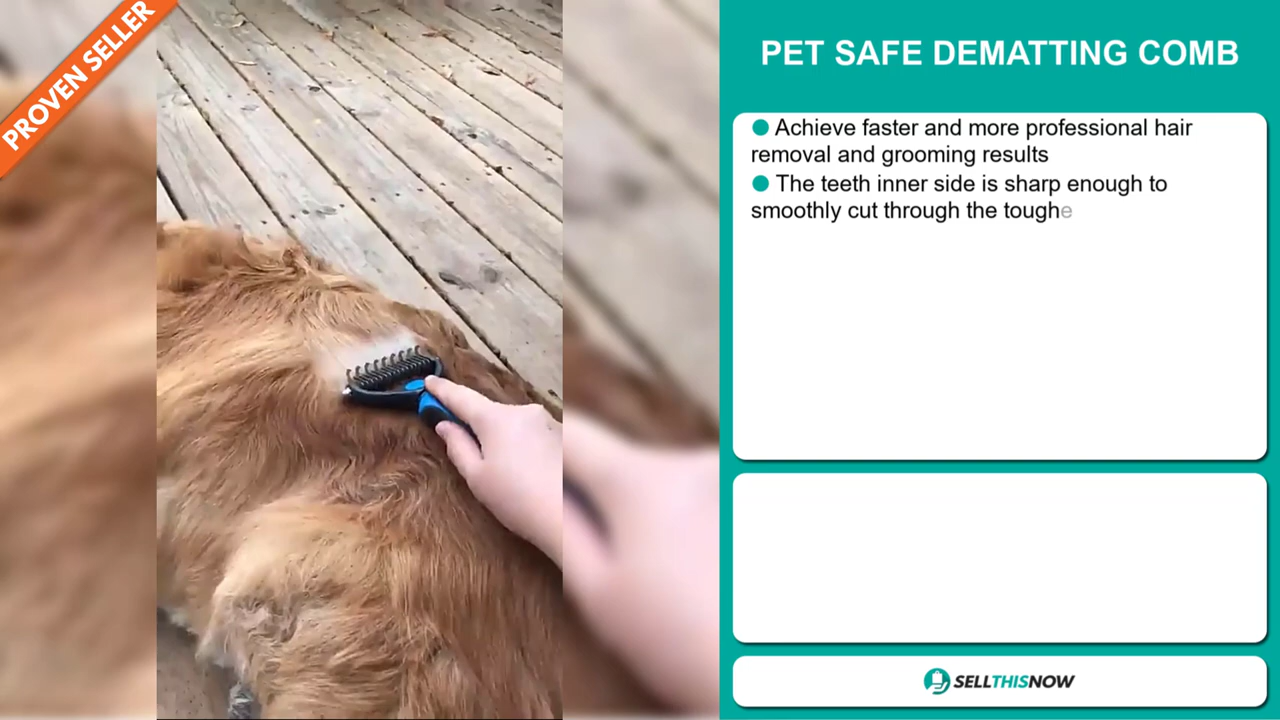 PROVEN SELLER
PET SAFE DEMATTING COMB
● Achieve faster and more professional hair
removal and grooming results
● The teeth inner side is sharp enough to
smoothly cut through the toughe
SELLTHISNOW